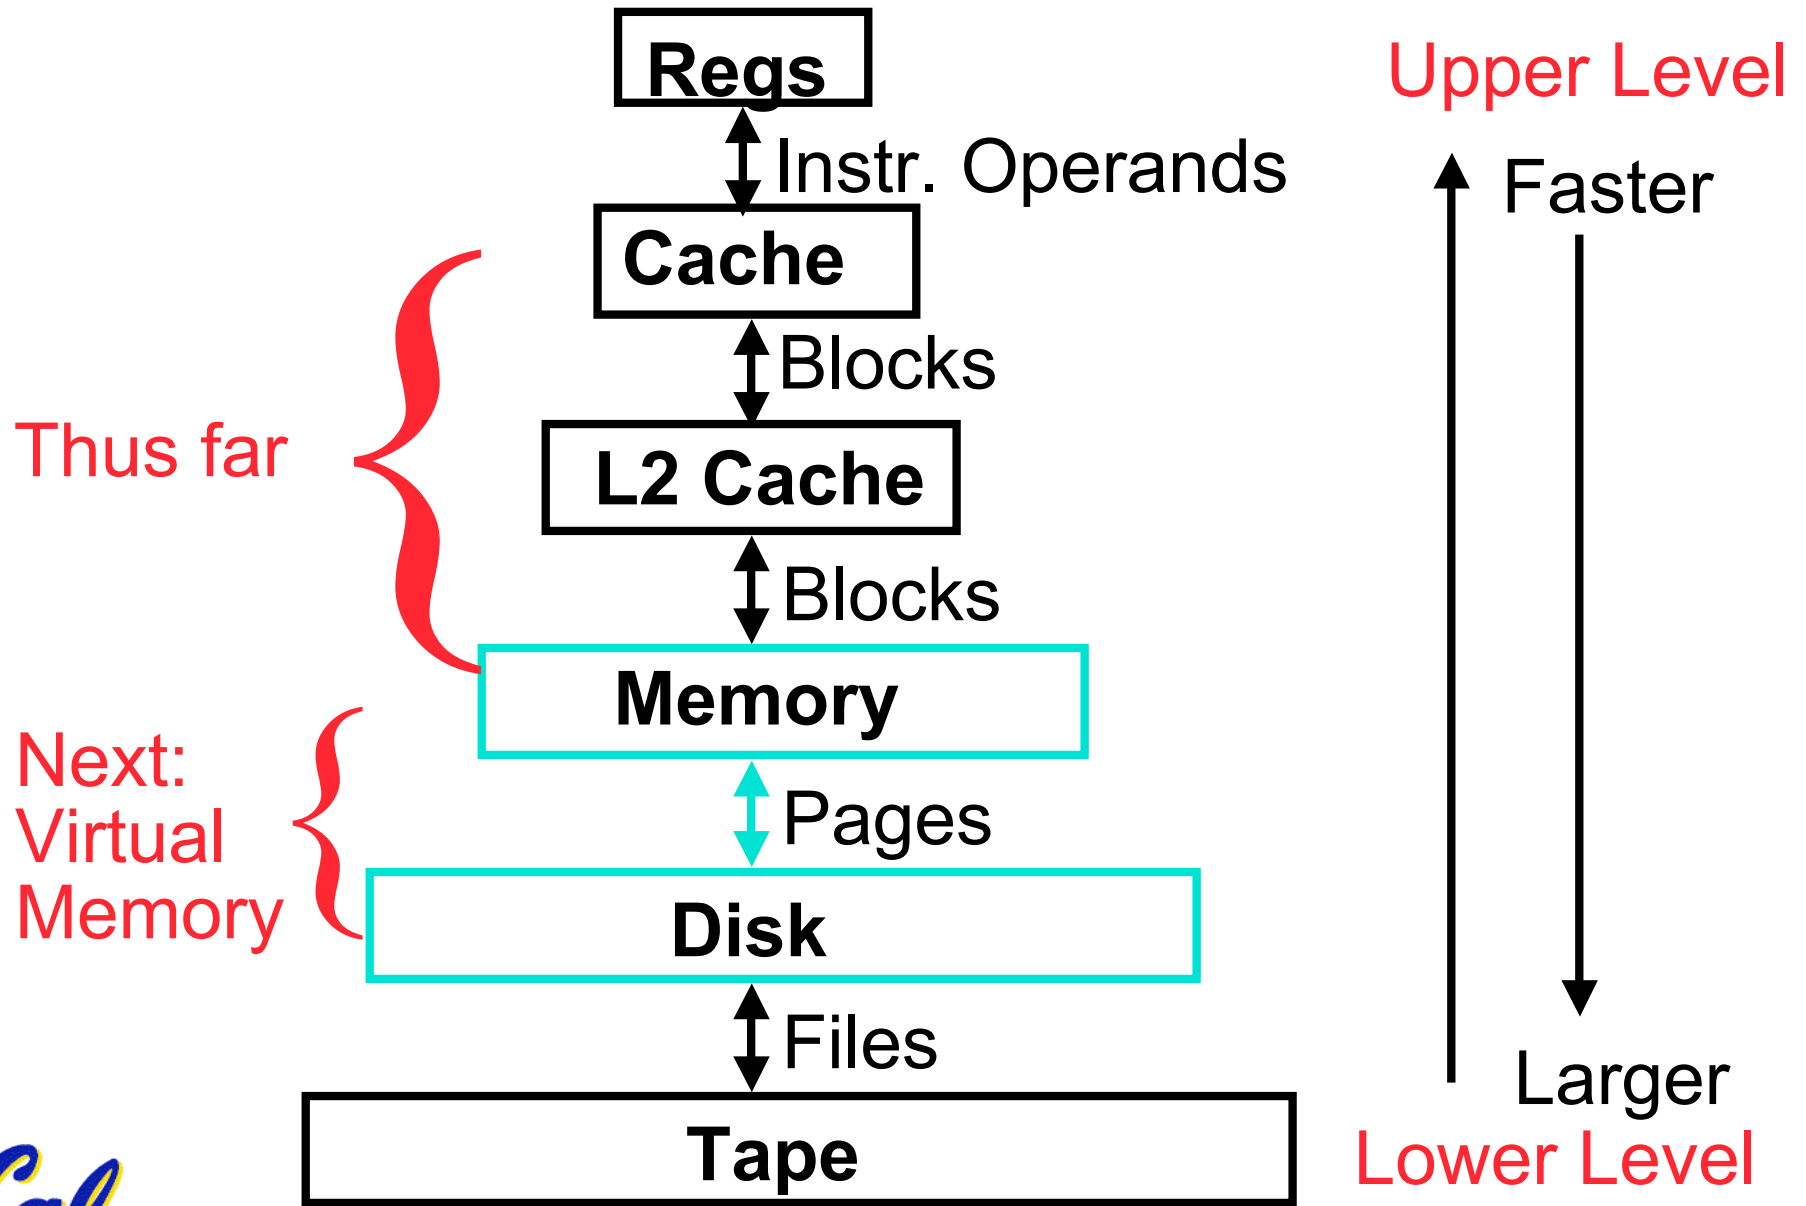 Regs
Upper Level
Instr. Operands
Faster
Cache
Blocks
Thus far
L2 Cache
Blocks
Memory
Next:
Virtual
Memory
Pages
Disk
Files
Larger
Tape
Lower Level
Cal